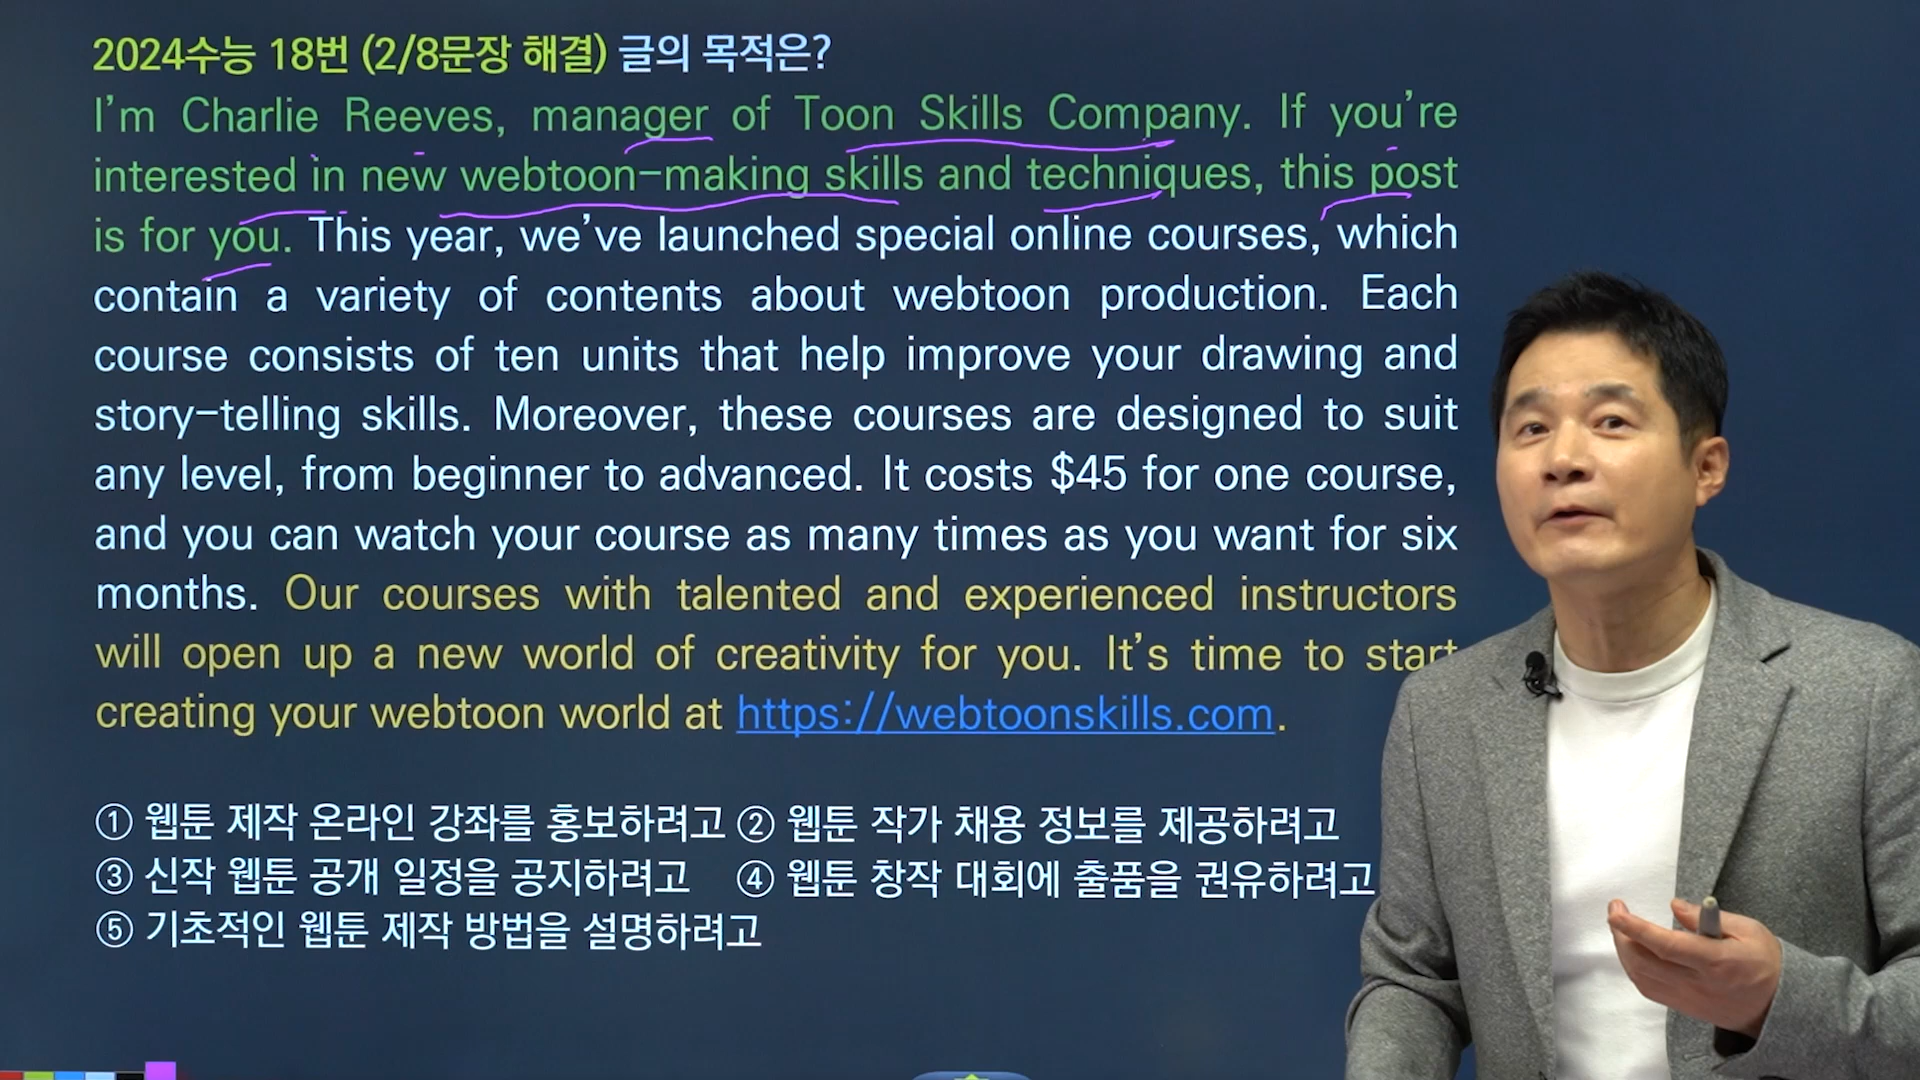 2024수능 18번 (2/8문장 해결) 글의 목적은?
I'm Charlie Reeves, manager of Toon Skills Company. If you're
interested in new webtoon-making skills and techniques, this post
is for you. This year, we've launched special online courses, which
contain a variety of contents about webtoon production. Each
course consists of ten units that help improve your drawing and
story-telling skills. Moreover, these courses are designed to suit
any level, from beginner to advanced. It costs $45 for one course,
and you can watch your course as many times as you want for six
months. Our courses with talented and experienced instructors
will open up a new world of creativity for you. It's time to start
creating your webtoon world at https://webtoonskills.com.
① 웹툰 제작 온라인 강좌를 홍보하려고 ② 웹툰 작가 채용 정보를 제공하려고
③ 신작 웹툰 공개 일정을 공지하려고 ④ 웹툰 창작 대회에 출품을 권유하려고
⑤ 기초적인 웹툰 제작 방법을 설명하려고